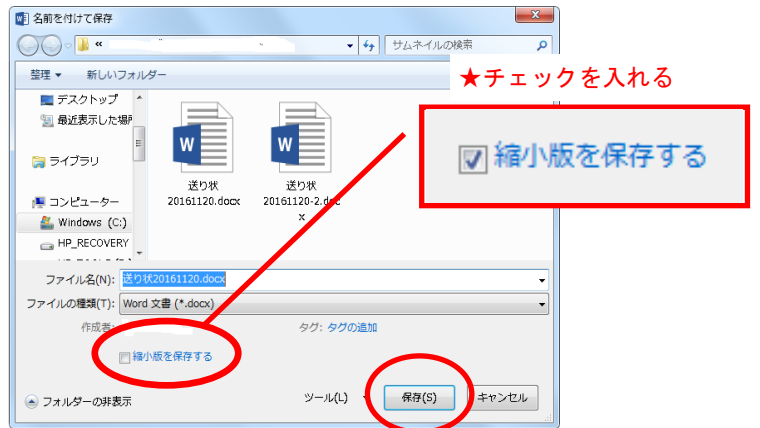 名前を付けて保存
«
サムネイルの検索
整理 ▼ 新しいフォルダー
★チェックを入れる
デスクトップ
最近表示した場所
ライブラリ
コンピューター
Windows (C:)
HP_RECOVERY
送り状
20161120.docx
送り状
20161120-2.doc
x
縮小版を保存する
ファイル名(N): 送り状20161120.docx
ファイルの種類(T): Word 文書 (*.docx)
作成者: タグ: タグの追加
縮小版を保存する
フォルダーの非表示 ツール(L) 保存(S) キャンセル